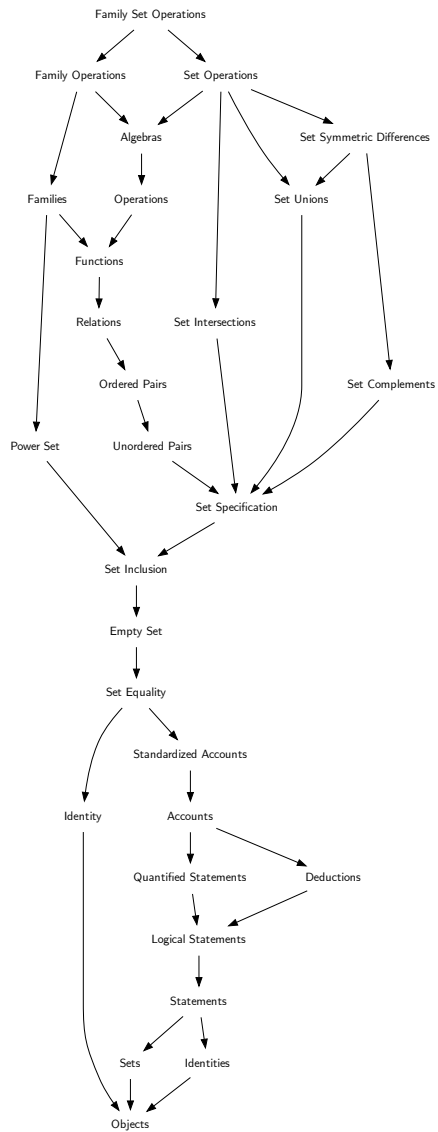 Family Set Operations
Family Operations
Set Operations
Algebras
Set Symmetric Differences
Families
Operations
Set Unions
Functions
Relations
Set Intersections
Ordered Pairs
Set Complements
Power Set
Unordered Pairs
Set Specification
Set Inclusion
Empty Set
Set Equality
Standardized Accounts
Identity
Accounts
Quantified Statements
Deductions
Logical Statements
Statements
Sets
Identities
Objects